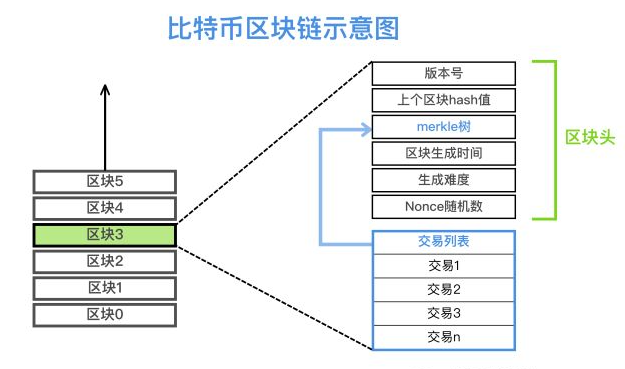 比特币区块链示意图
区块5
区块4
区块3
区块2
区块1
区块0
版本号
上个区块hash值
merkle树
区块生成时间
生成难度
Nonce随机数
区块头
交易列表
交易1
交易2
交易3
交易n